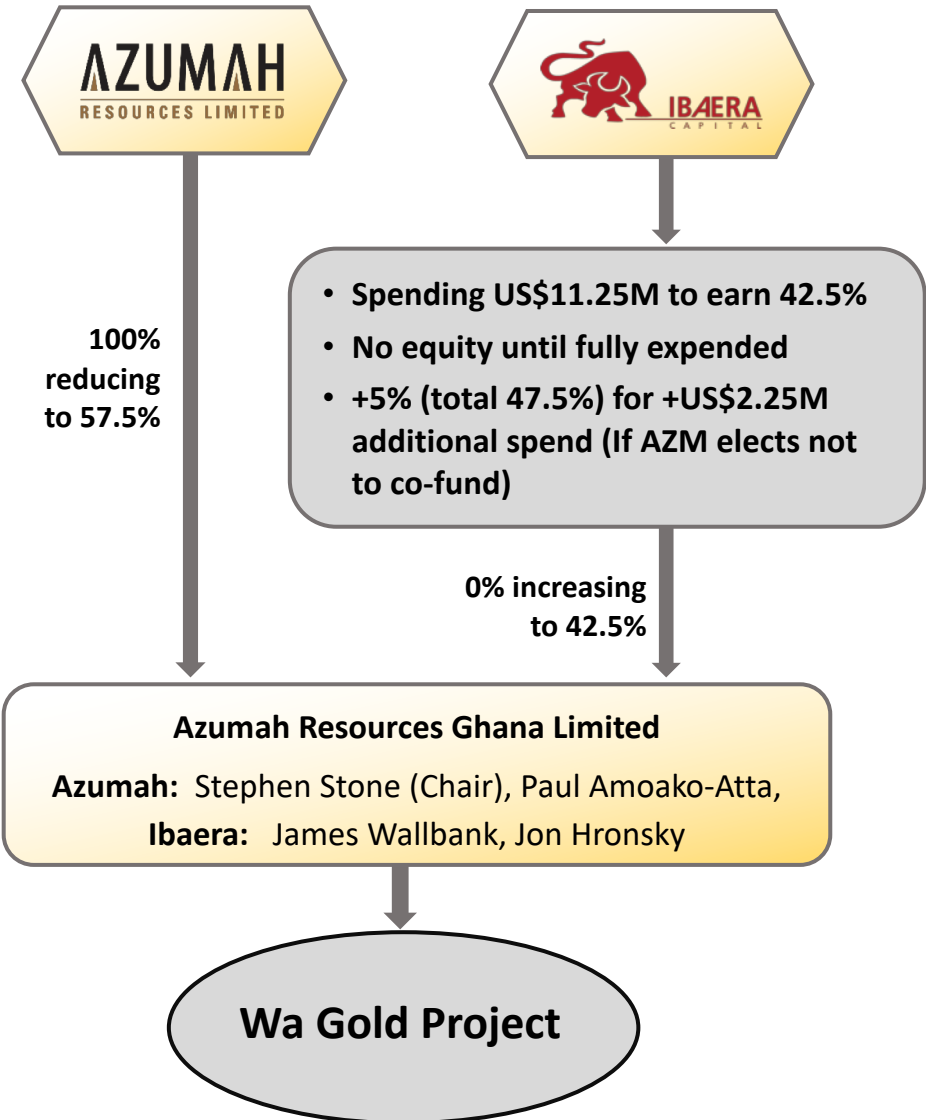 AZUMAH
RESOURCES LIMITED
IBAERA
CAPITAL
• Spending US$11.25M to earn 42.5%
• No equity until fully expended
• +5% (total 47.5%) for +US$2.25M
additional spend (If AZM elects not
to co-fund)
100%
reducing
to 57.5%
0% increasing
to 42.5%
Azumah Resources Ghana Limited
Azumah: Stephen Stone (Chair), Paul Amoako-Atta,
Ibaera: James Wallbank, Jon Hronsky
Wa Gold Project